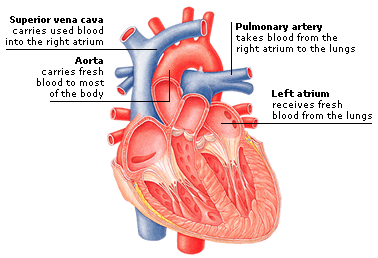 Superior vena cava
carries used blood
into the right atrium
Aorta
carries fresh
blood to most
of the body
Pulmonary artery
takes blood from the
right atrium to the lungs
Left atrium
receives fresh
blood from the lungs